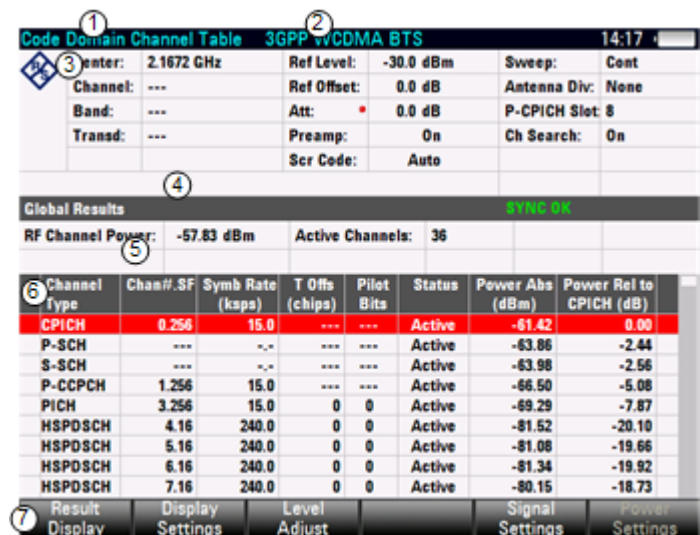 1 2
Code Domain Channel Table 3GPP WCDMA BTS 14:17
3 Center: 2.1672 GHz Ref Level: -30.0 dBm Sweep: Cont
Channel: --- Ref Offset: 0.0 dB Antenna Div: None
Band: --- Att: 0.0 dB P-CPICH Slot: 8
Transd: --- Preamp: On Ch Search: On
Scr Code: Auto
4
Global Results SYNC OK
RF Channel Power: -57.83 dBm Active Channels: 36
5
6 Channel Chan#.SF Symb Rate T Offs Pilot Status Power Abs Power Rel to
Type (ksps) (chips) Bits (dBm) CPICH (dB)
CPICH 0.256 15.0 --- --- Active -61.42 0.00
P-SCH --- -.- --- --- Active -63.86 -2.44
S-SCH --- -.- --- --- Active -63.98 -2.56
P-CCPCH 1.256 15.0 --- --- Active -66.50 -5.08
PICH 3.256 15.0 0 0 Active -69.29 -7.87
HSPDSCH 4.16 240.0 0 0 Active -81.52 -20.10
HSPDSCH 5.16 240.0 0 0 Active -81.08 -19.66
HSPDSCH 6.16 240.0 0 0 Active -81.34 -19.92
HSPDSCH 7.16 240.0 0 0 Active -80.15 -18.73
7 Result Display Level Signal Power
Display Settings Adjust Settings Settings